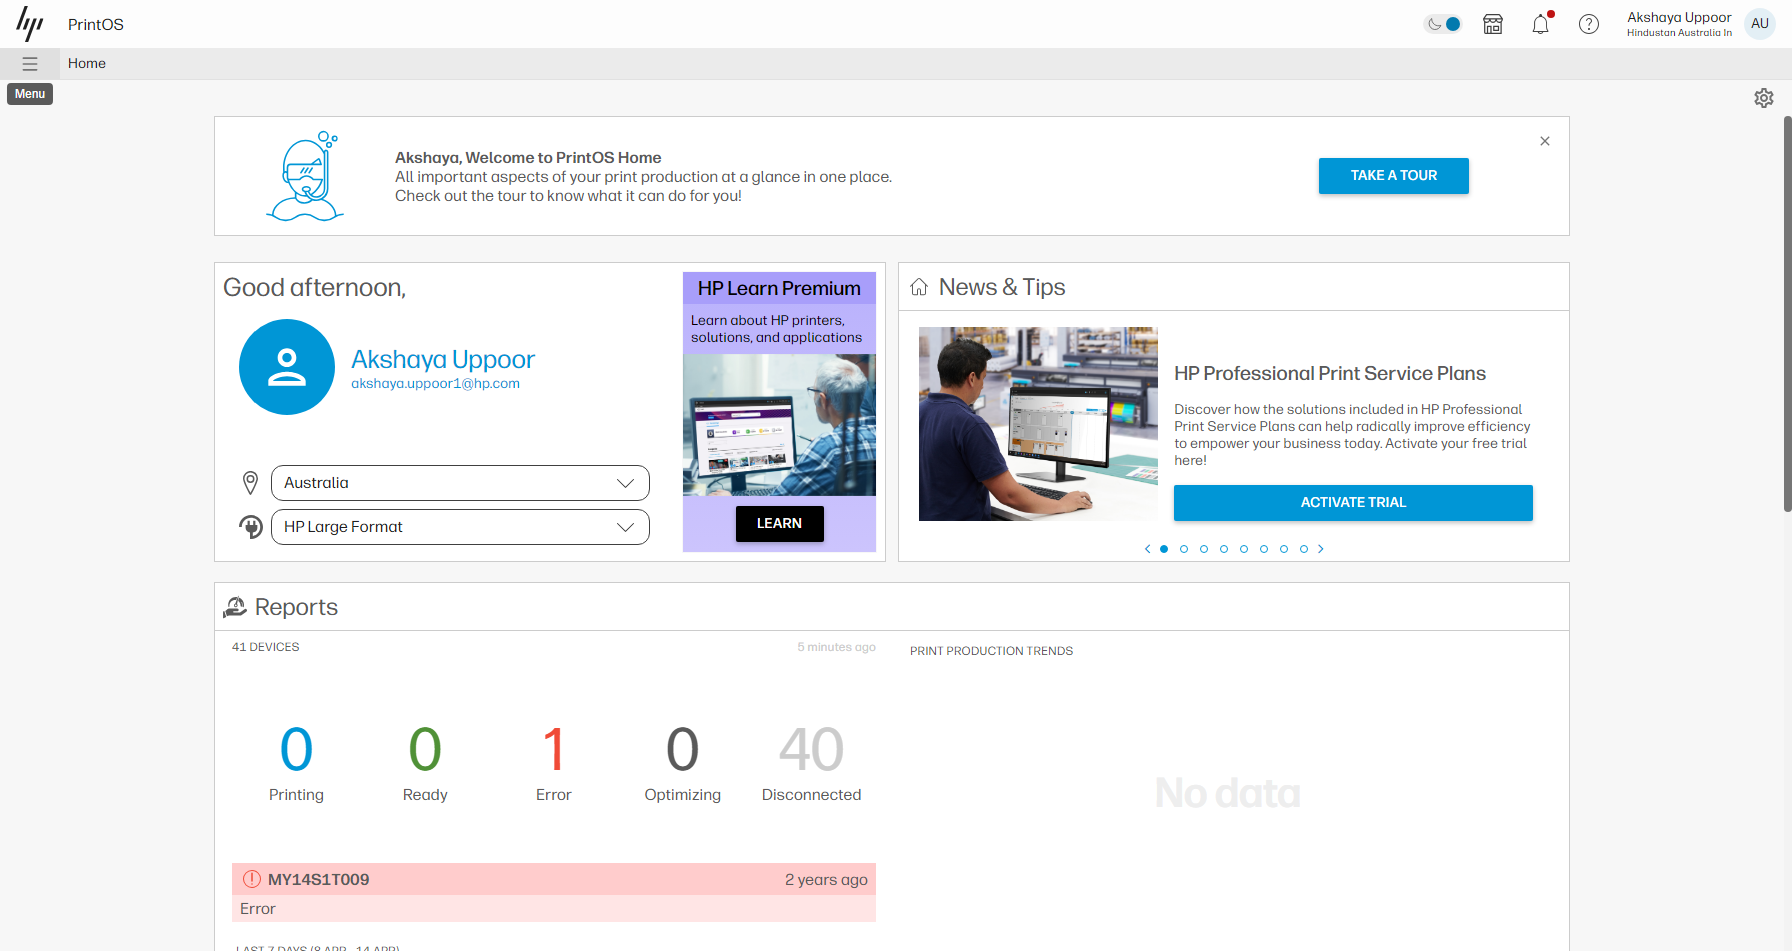 hp
PrintOS
Akshaya Uppoor
Hindustan Australia In
AU
Home
Menu
Akshaya, Welcome to PrintOS Home
All important aspects of your print production at a glance in one place.
Check out the tour to know what it can do for you!
TAKE A TOUR
Good afternoon,
Akshaya Uppoor
akshaya.uppoor1@hp.com
Australia
HP Large Format
HP Learn Premium
Learn about HP printers,
solutions, and applications
LEARN
News & Tips
HP Professional Print Service Plans
Discover how the solutions included in HP Professional
Print Service Plans can help radically improve efficiency
to empower your business today. Activate your free trial
here!
ACTIVATE TRIAL
Reports
41 DEVICES
5 minutes ago
0
Printing
0
Ready
1
Error
0
Optimizing
40
Disconnected
MY14S1T009
2 years ago
Error
LAST 7 DAYS (8 APR - 14 APR)
PRINT PRODUCTION TRENDS
No data